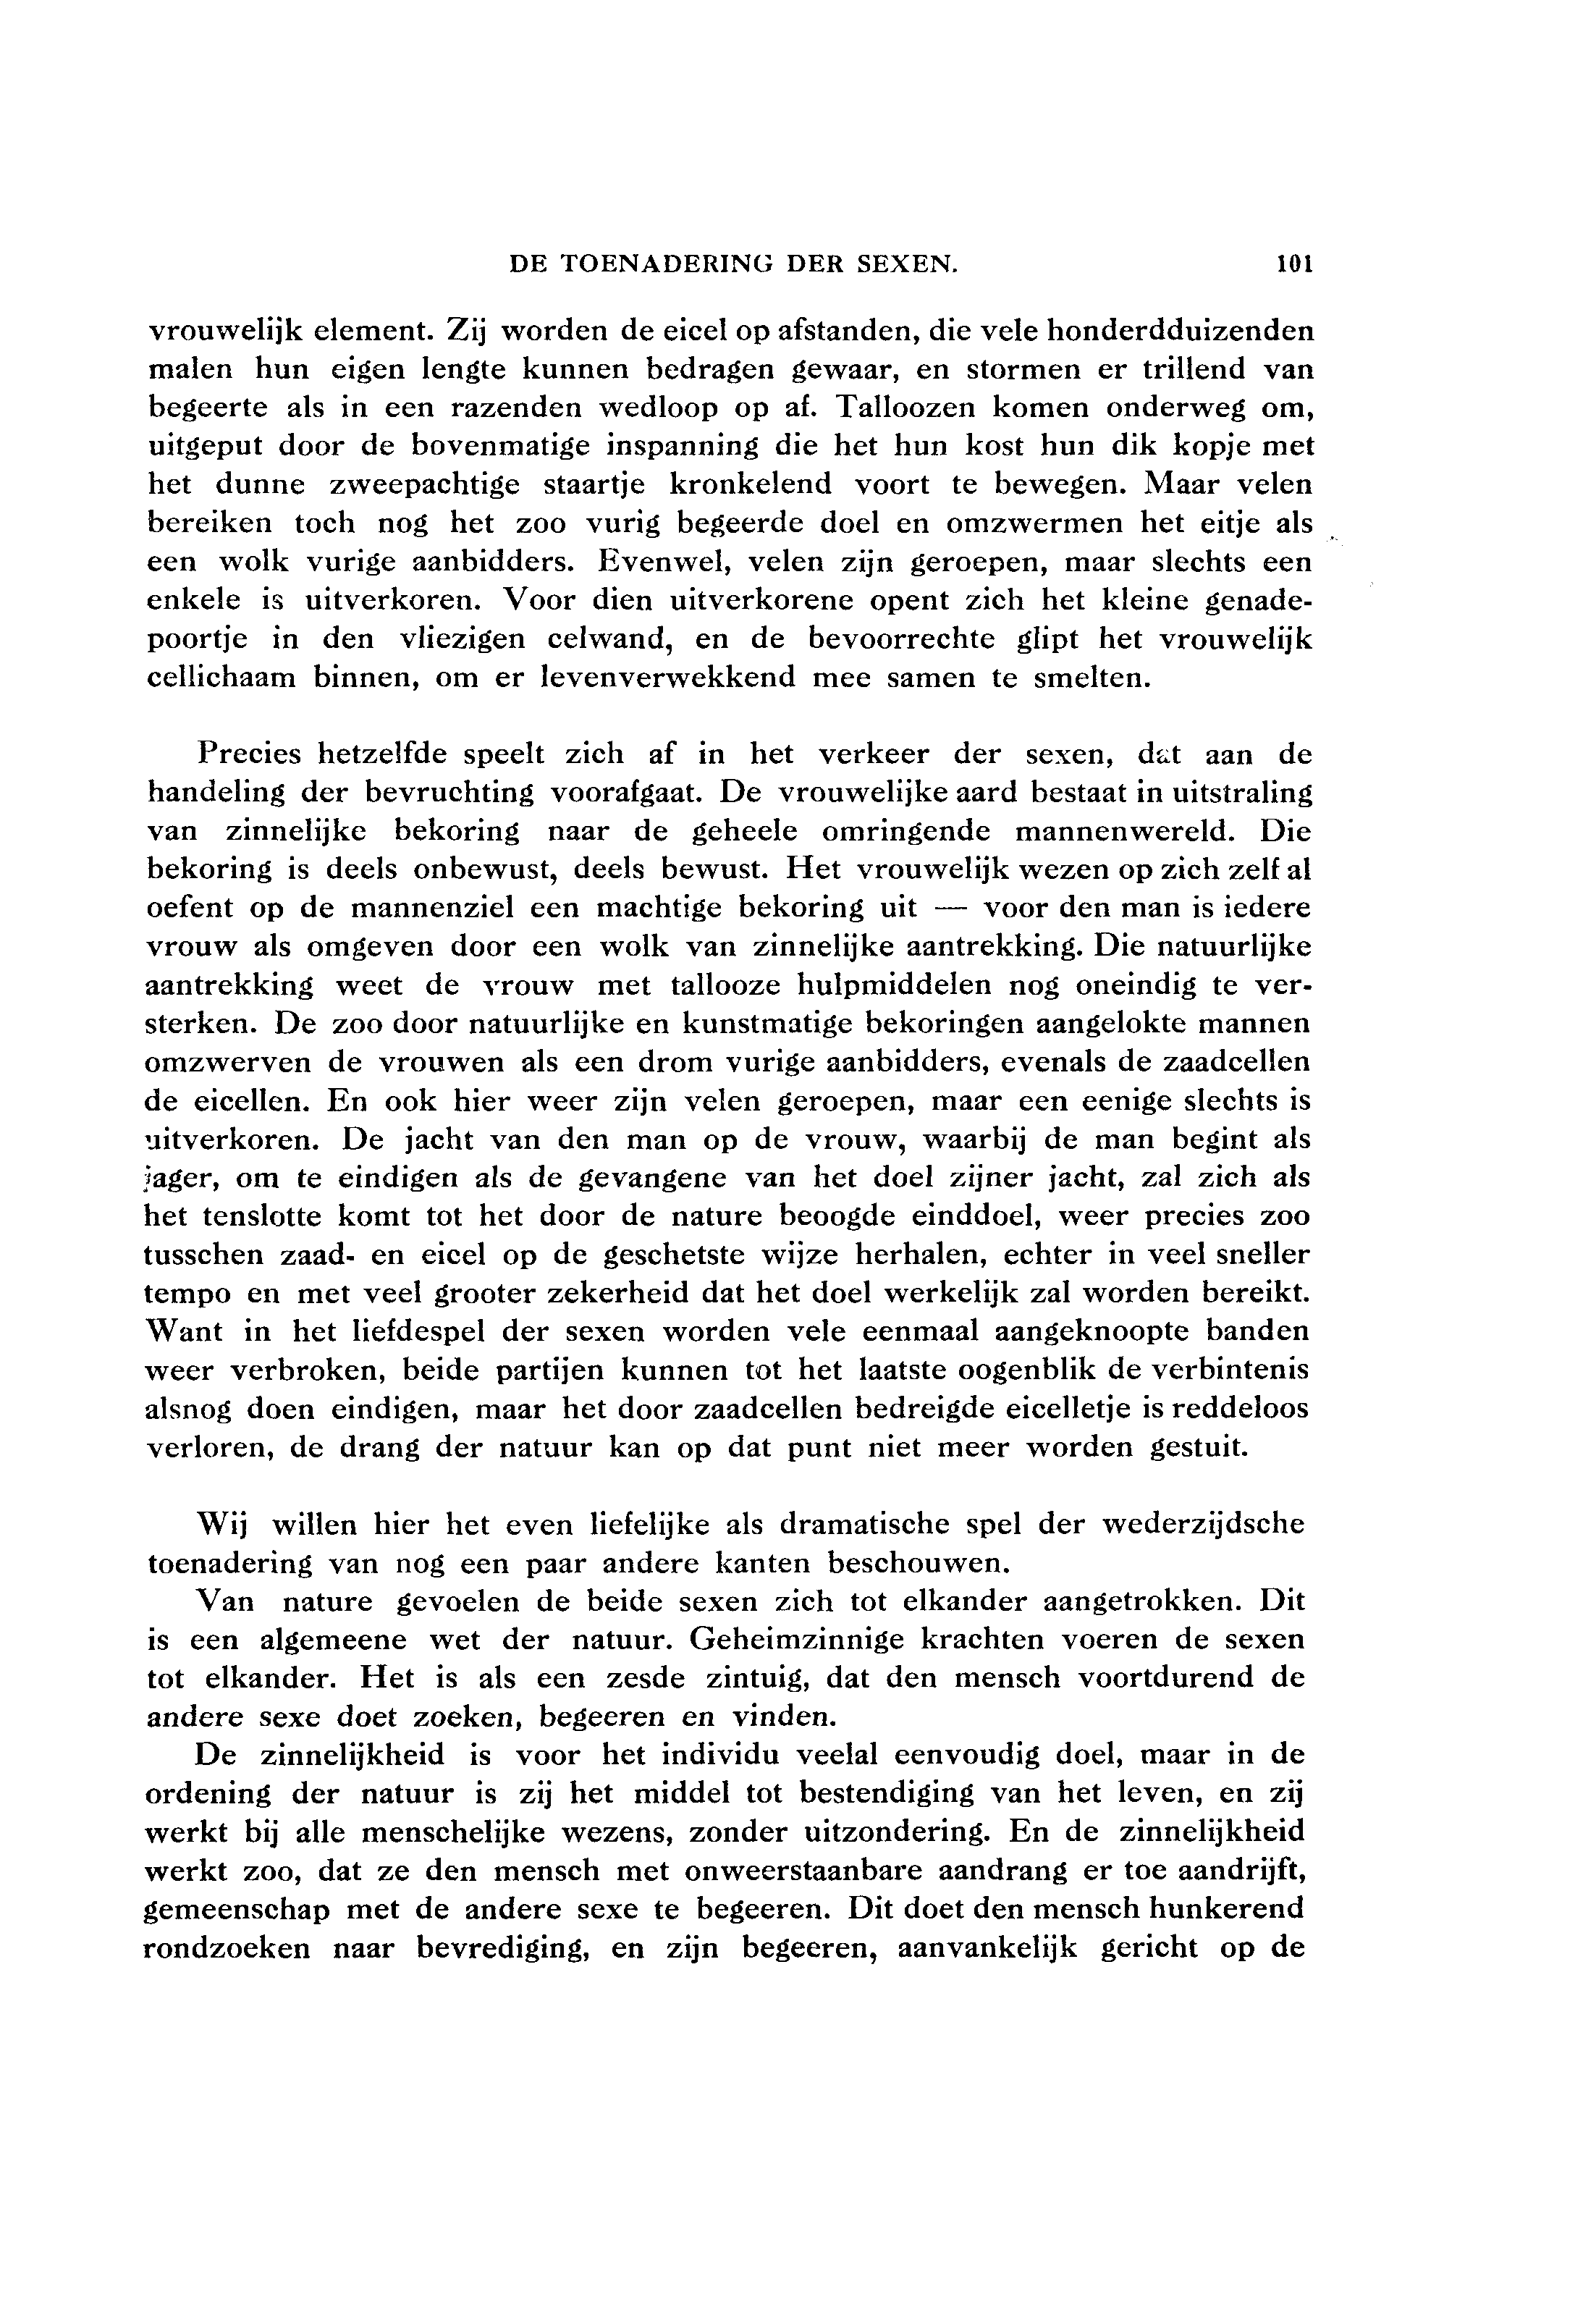 DE TOENADERING DER SEXEN. 101
vrouwelijk element. Zij worden de eicel op afstanden, die vele honderdduizenden
malen hun eigen lengte kunnen bedragen gewaar, en stormen er trillend van
begeerte als in een razenden wedloop op af. Talloozen komen onderweg om,
uitgeput door de bovenmatige inspanning die het hun kost hun dik kopje met
het dunne zweepachtige staartje kronkelend voort te bewegen. Maar velen
bereiken toch nog het zoo vurig begeerde doel en omzwermen het eitje als
een wolk vurige aanbidders. Evenwel, velen zijn geroepen, maar slechts een
enkele is uitverkoren. Voor dien uitverkorene opent zich het kleine genade-
poortje in den vliezigen celwand, en de bevoorrechte glipt het vrouwelijk
cellichaam binnen, om er levenverwekkend mee samen te smelten.
Precies hetzelfde speelt zich af in het verkeer der sexen, dat aan de
handeling der bevruchting voorafgaat. De vrouwelijke aard bestaat in uitstraling
van zinnelijke bekoring naar de geheele omringende mannenwereld. Die
bekoring is deels onbewust, deels bewust. Het vrouwelijk wezen op zich zelf al
oefent op de mannenziel een machtige bekoring uit — voor den man is iedere
vrouw als omgeven door een wolk van zinnelijke aantrekking. Die natuurlijke
aantrekking weet de vrouw met tallooze hulpmiddelen nog oneindig te ver-
sterken. De zoo door natuurlijke en kunstmatige bekoringen aangelokte mannen
omzwerven de vrouwen als een drom vurige aanbidders, evenals de zaadcellen
de eicellen. En ook hier weer zijn velen geroepen, maar een eenige slechts is
uitverkoren. De jacht van den man op de vrouw, waarbij de man begint als
jager, om te eindigen als de gevangene van het doel zijner jacht, zal zich als
het tenslotte komt tot het door de nature beoogde einddoel, weer precies zoo
tusschen zaad- en eicel op de geschetste wijze herhalen, echter in veel sneller
tempo en met veel grooter zekerheid dat het doel werkelijk zal worden bereikt.
Want in het liefdespel der sexen worden vele eenmaal aangeknoopte banden
weer verbroken, beide partijen kunnen tot het laatste oogenblik de verbintenis
alsnog doen eindigen, maar het door zaadcellen bedreigde eicelletje is reddeloos
verloren, de drang der natuur kan op dat punt niet meer worden gestuit.
Wij willen hier het even liefelijke als dramatische spel der wederzijdsche
toenadering van nog een paar andere kanten beschouwen.
Van nature gevoelen de beide sexen zich tot elkander aangetrokken. Dit
is een algemeene wet der natuur. Geheimzinnige krachten voeren de sexen
tot elkander. Het is als een zesde zintuig, dat den mensch voortdurend de
andere sexe doet zoeken, begeeren en vinden.
De zinnelijkheid is voor het individu veelal eenvoudig doel, maar in de
ordening der natuur is zij het middel tot bestendiging van het leven, en zij
werkt bij alle menschelijke wezens, zonder uitzondering. En de zinnelijkheid
werkt zoo, dat ze den mensch met onweerstaanbare aandrang er toe aandrijft,
gemeenschap met de andere sexe te begeeren. Dit doet den mensch hunkerend
rondzoeken naar bevrediging, en zijn begeeren, aanvankelijk gericht op de